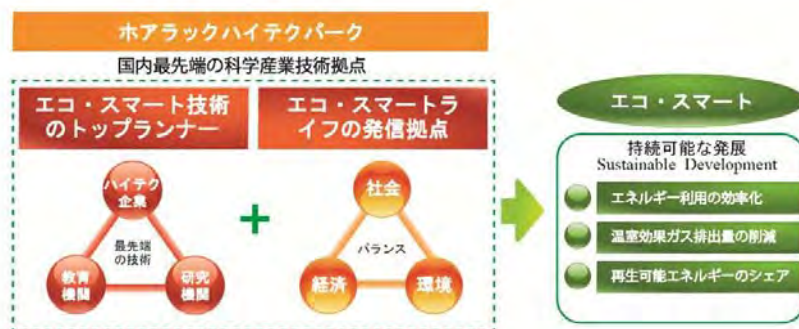 ホアラックハイテクパーク
国内最先端の科学産業技術拠点
エコ・スマート技術
のトップランナー
エコ・スマートラ
イフの発信拠点
ハイテク
企業
最先端
の技術
教育
機関
研究
機関
+
社会
バランス
経済
環境
エコ・スマート
持続可能な発展
Sustainable Development
エネルギー利用の効率化
温室効果ガス排出量の削減
再生可能エネルギーのシェア